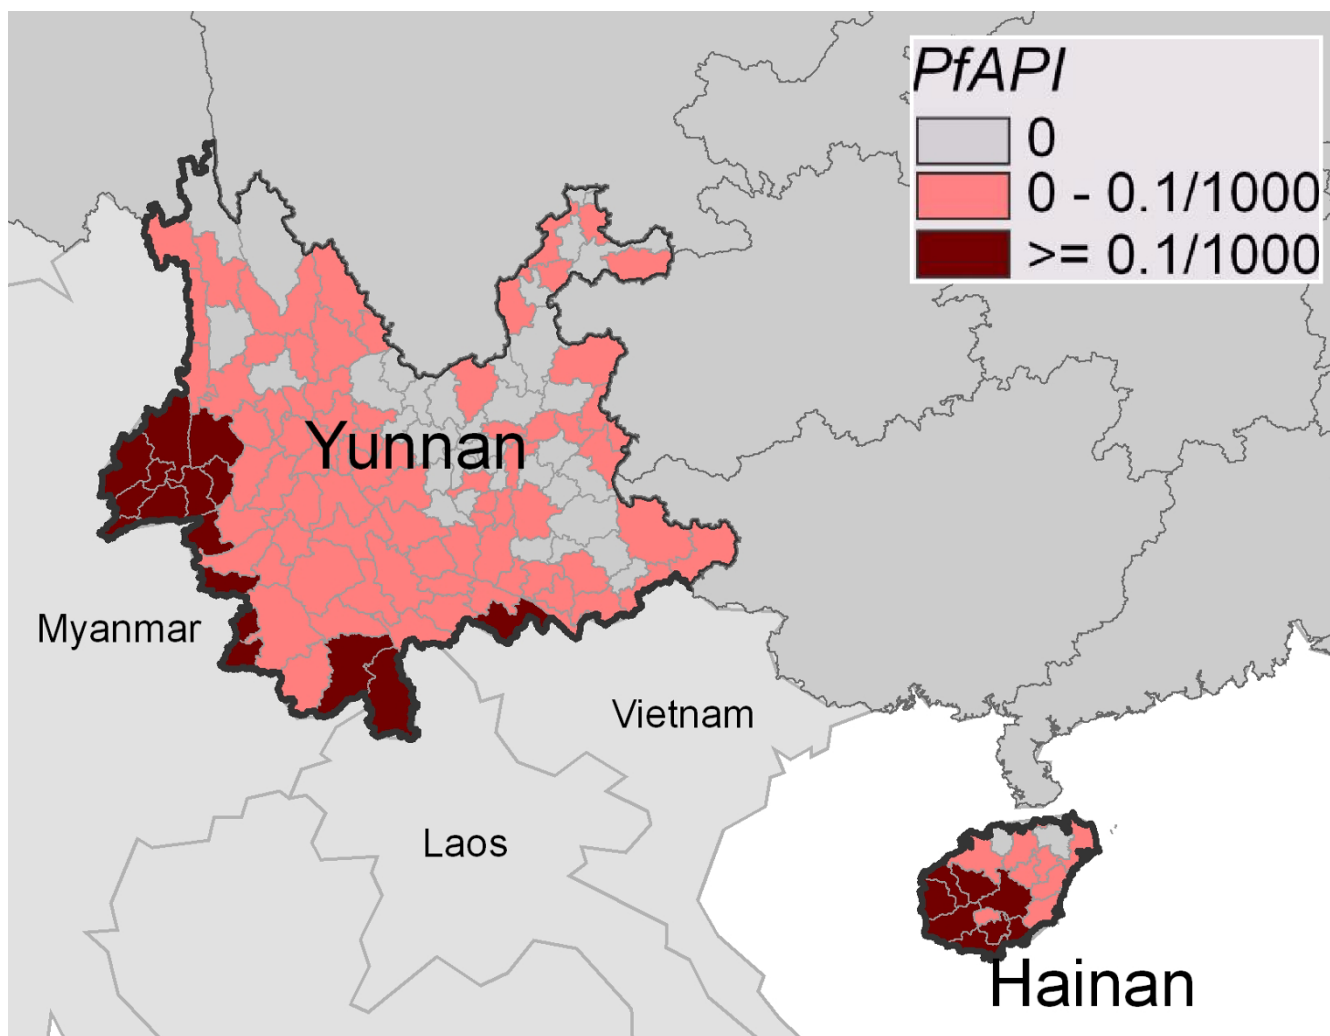 PfAPI
0
0 - 0.1/1000
>= 0.1/1000
Yunnan
Myanmar
Vietnam
Laos
Hainan